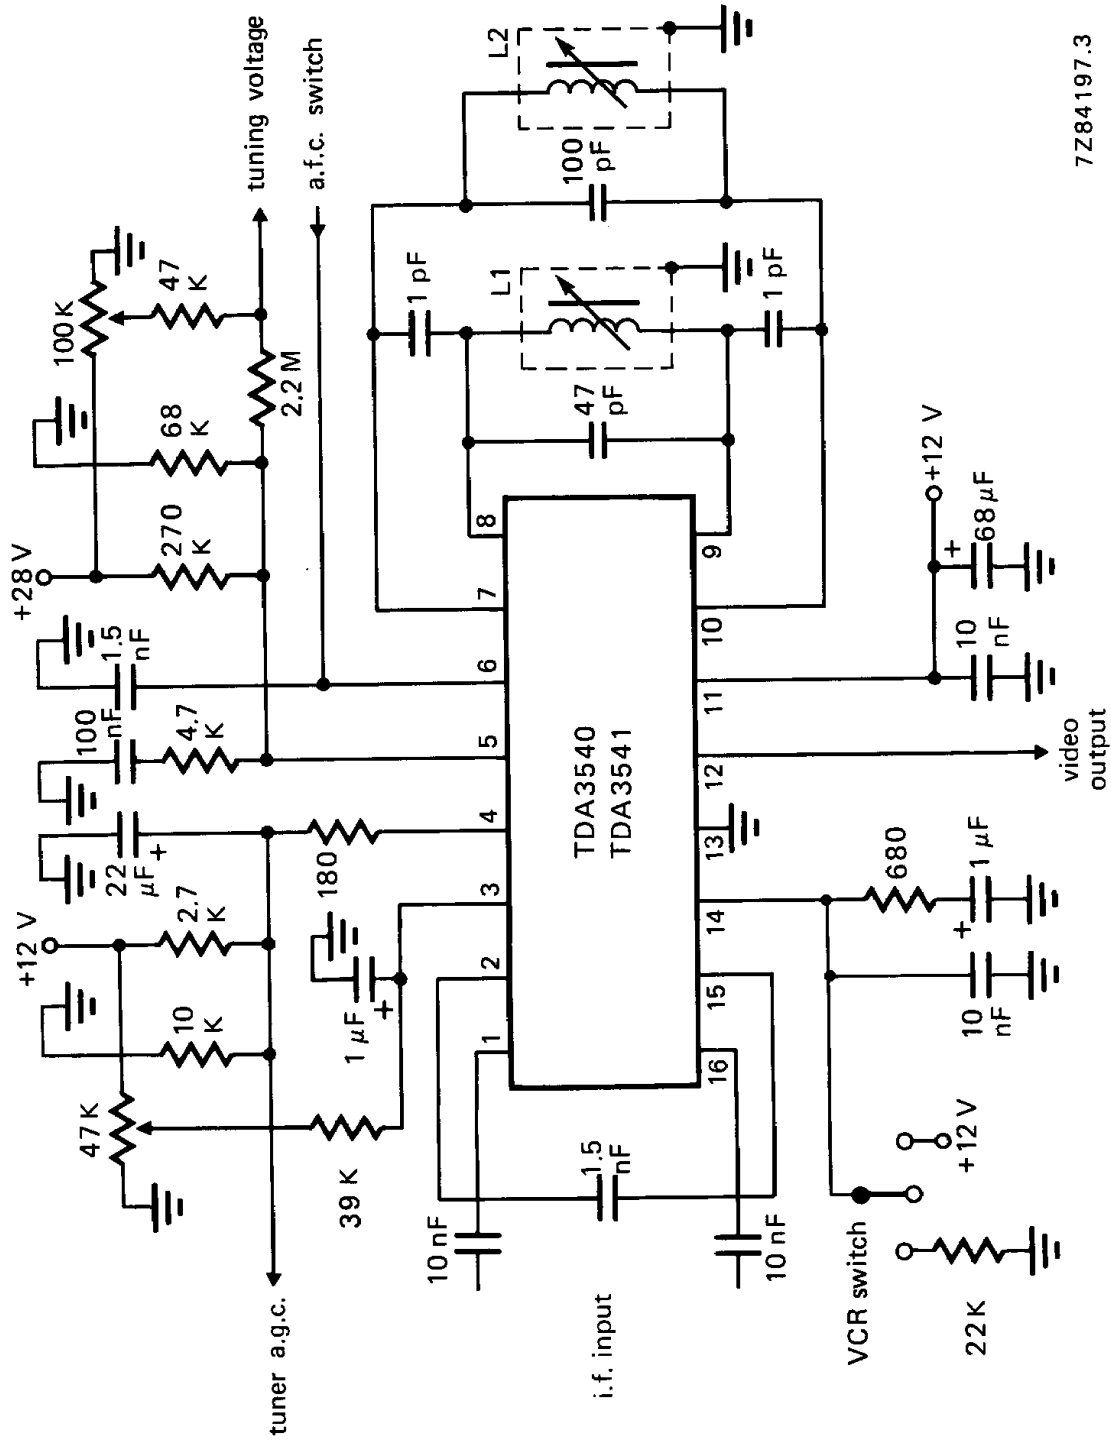 +12 V
+28 V
100 K
47 K
22
µF
+
100
nF
1.5
nF
10
K
2.7
K
4.7
K
270
K
68
K
47
K
tuning voltage
tuner a.g.c.
2.2 M
a.f.c. switch
39 K
1 µF
+
180
10 nF
1 pF
1
2
3
4
5
6
7
8
L1
L2
i.f. input
1.5
nF
TDA3540
TDA3541
47
pF
100
pF
16
15
14
13
12
11
10
9
10 nF
1 pF
VCR switch
680
+12 V
+12 V
22K
10
nF
+
1 µF
10
nF
+
68 µF
video
output
7Z84197.3